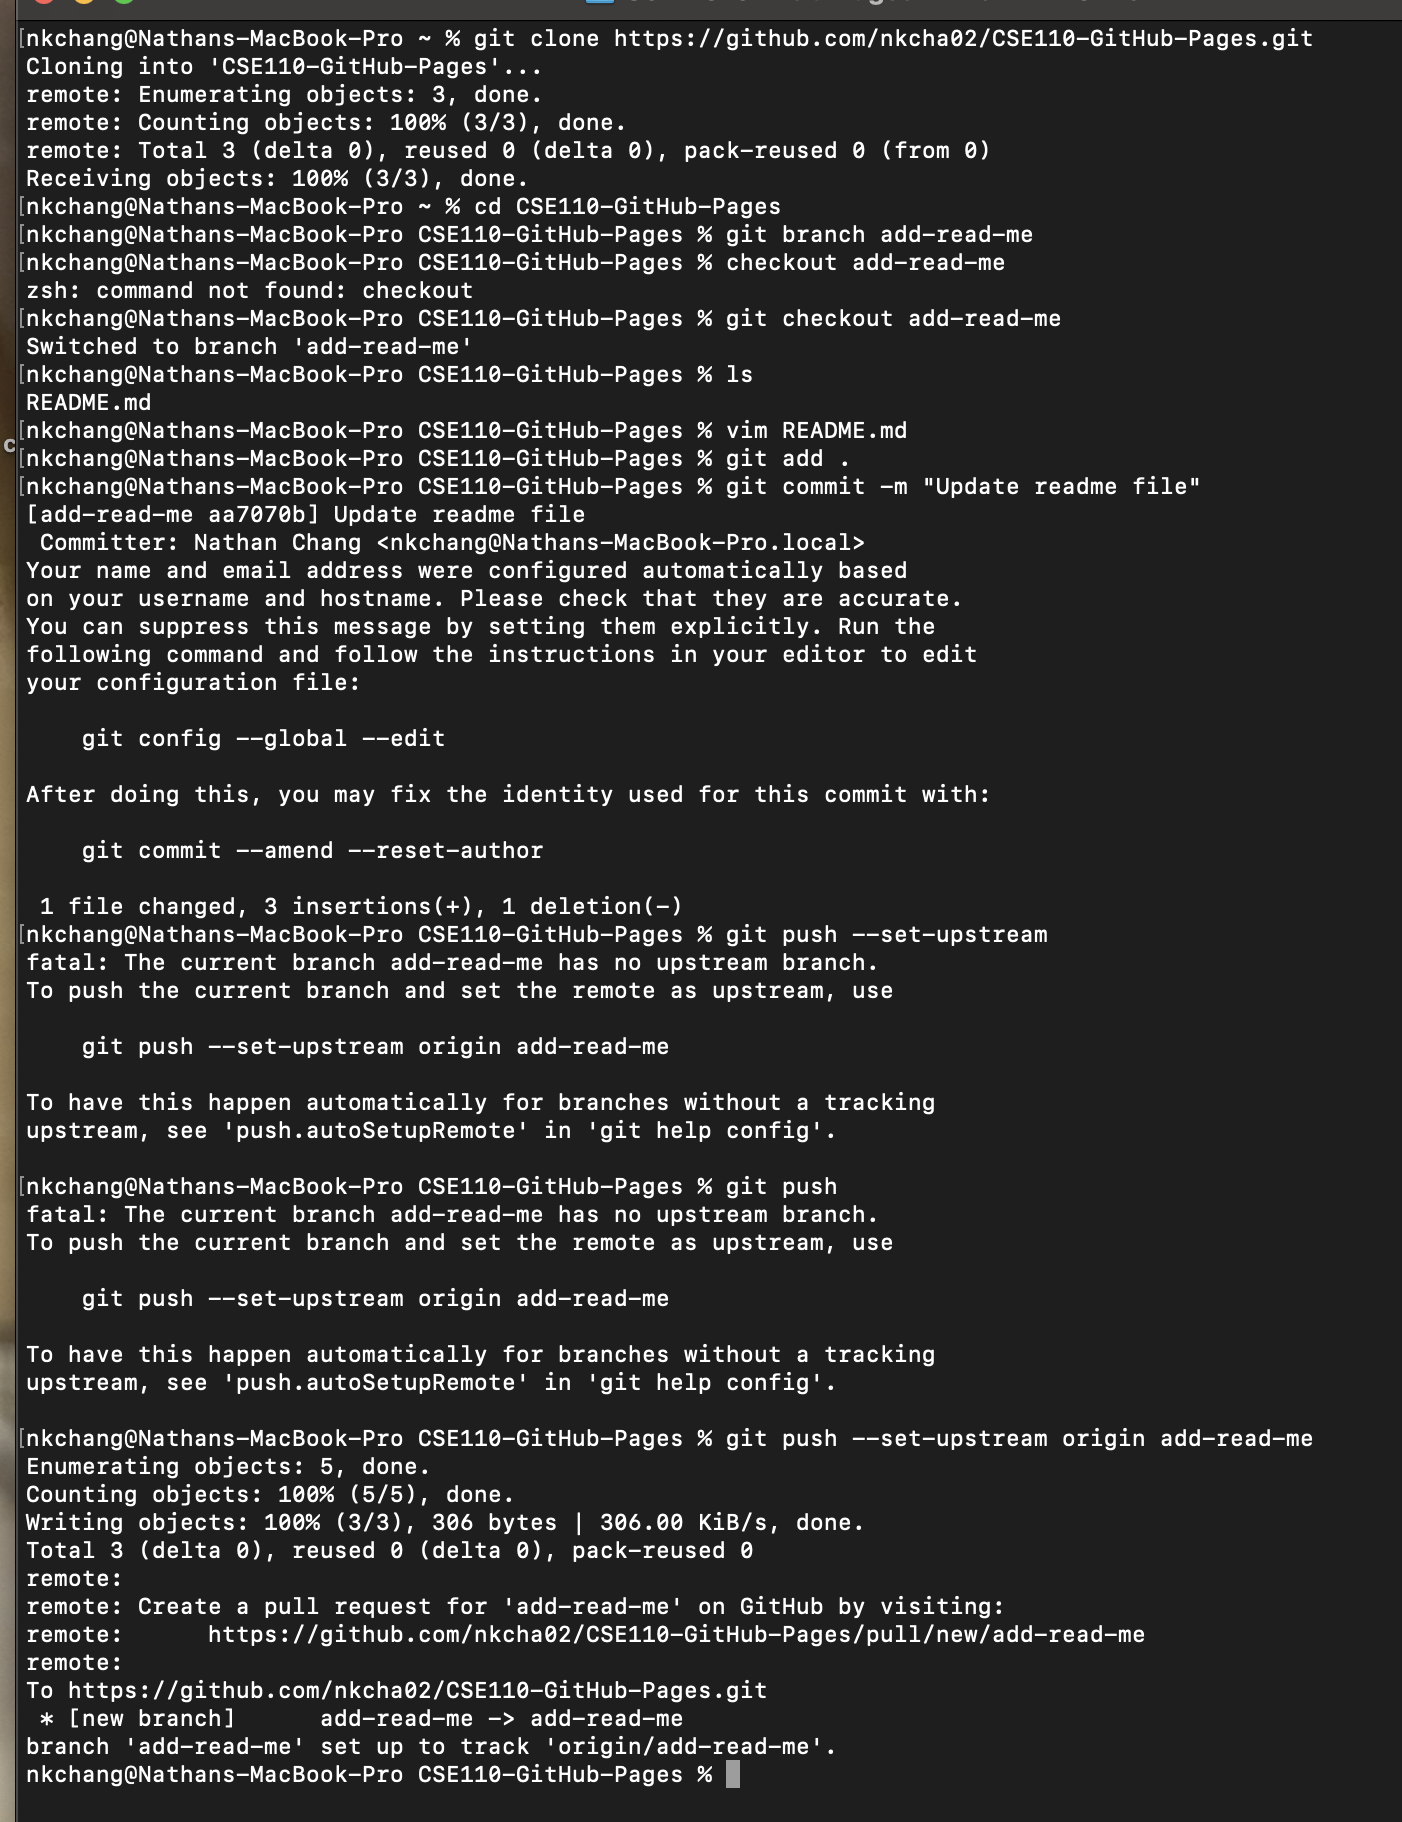 [nkchang@Nathans-MacBook-Pro ~ % git clone https://github.com/nkcha02/CSE110-GitHub-Pages.git
Cloning into 'CSE110-GitHub-Pages'...
remote: Enumerating objects: 3, done.
remote: Counting objects: 100% (3/3), done.
remote: Total 3 (delta 0), reused 0 (delta 0), pack-reused 0 (from 0)
Receiving objects: 100% (3/3), done.
[nkchang@Nathans-MacBook-Pro ~ % cd CSE110-GitHub-Pages
[nkchang@Nathans-MacBook-Pro CSE110-GitHub-Pages % git branch add-read-me
[nkchang@Nathans-MacBook-Pro CSE110-GitHub-Pages % checkout add-read-me
zsh: command not found: checkout
[nkchang@Nathans-MacBook-Pro CSE110-GitHub-Pages % git checkout add-read-me
Switched to branch 'add-read-me'
[nkchang@Nathans-MacBook-Pro CSE110-GitHub-Pages % ls
README.md
[nkchang@Nathans-MacBook-Pro CSE110-GitHub-Pages % vim README.md
[nkchang@Nathans-MacBook-Pro CSE110-GitHub-Pages % git add .
[nkchang@Nathans-MacBook-Pro CSE110-GitHub-Pages % git commit -m "Update readme file"
[add-read-me aa7070b] Update readme file
 Committer: Nathan Chang <nkchang@Nathans-MacBook-Pro.local>
Your name and email address were configured automatically based
on your username and hostname. Please check that they are accurate.
You can suppress this message by setting them explicitly. Run the
following command and follow the instructions in your editor to edit
your configuration file:

    git config --global --edit

After doing this, you may fix the identity used for this commit with:

    git commit --amend --reset-author

 1 file changed, 3 insertions(+), 1 deletion(-)
[nkchang@Nathans-MacBook-Pro CSE110-GitHub-Pages % git push --set-upstream
fatal: The current branch add-read-me has no upstream branch.
To push the current branch and set the remote as upstream, use

    git push --set-upstream origin add-read-me

To have this happen automatically for branches without a tracking
upstream, see 'push.autoSetupRemote' in 'git help config'.

[nkchang@Nathans-MacBook-Pro CSE110-GitHub-Pages % git push
fatal: The current branch add-read-me has no upstream branch.
To push the current branch and set the remote as upstream, use

    git push --set-upstream origin add-read-me

To have this happen automatically for branches without a tracking
upstream, see 'push.autoSetupRemote' in 'git help config'.

[nkchang@Nathans-MacBook-Pro CSE110-GitHub-Pages % git push --set-upstream origin add-read-me
Enumerating objects: 5, done.
Counting objects: 100% (5/5), done.
Writing objects: 100% (3/3), 306 bytes | 306.00 KiB/s, done.
Total 3 (delta 0), reused 0 (delta 0), pack-reused 0
remote:
remote: Create a pull request for 'add-read-me' on GitHub by visiting:
remote:      https://github.com/nkcha02/CSE110-GitHub-Pages/pull/new/add-read-me
remote:
To https://github.com/nkcha02/CSE110-GitHub-Pages.git
 * [new branch]      add-read-me -> add-read-me
branch 'add-read-me' set up to track 'origin/add-read-me'.
nkchang@Nathans-MacBook-Pro CSE110-GitHub-Pages %